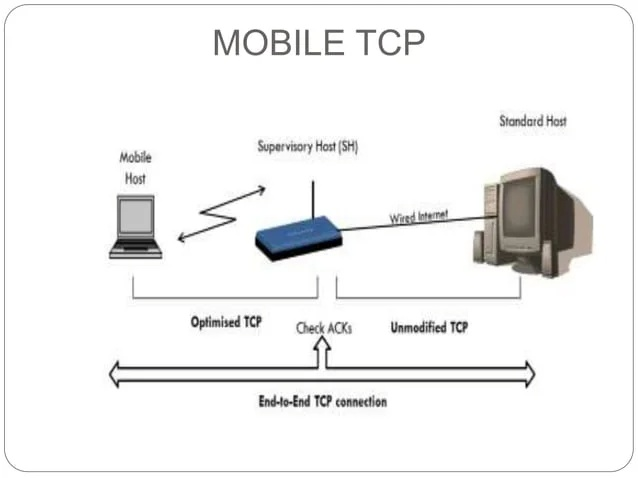 MOBILE TCP
Standard Host
Supervisory Host (SH)
Mobile
Host
Wired Internet
Optimised TCP
Check ACKs
Unmodified TCP
End-to-End TCP connection